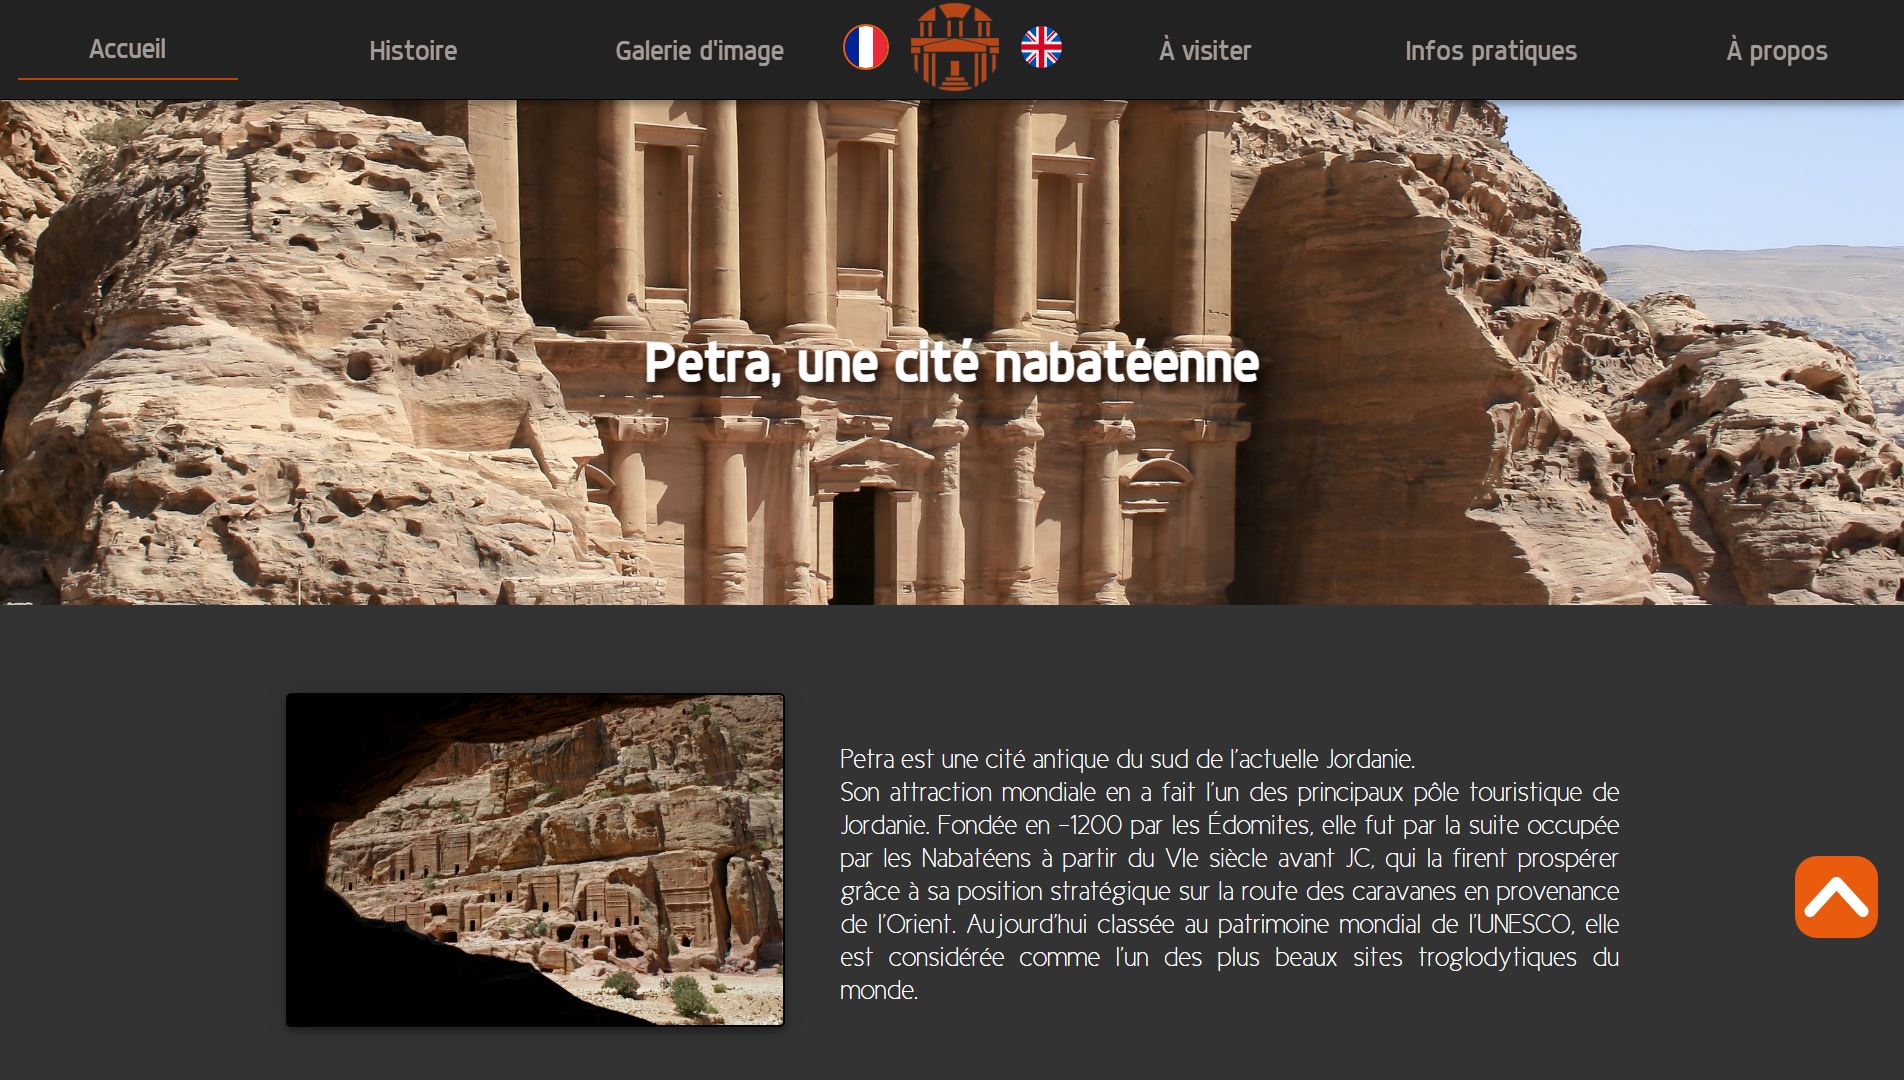 Accueil
Histoire
Galerie d'image
À visiter
Infos pratiques
À propos
Petra, une cité nabatéenne
Petra est une cité antique du sud de l'actuelle Jordanie.
Son attraction mondiale en a fait l'un des principaux pôle touristique de
Jordanie. Fondée en -1200 par les Édomites, elle fut par la suite occupée
par les Nabatéens à partir du VIe siècle avant JC, qui la firent prospérer
grâce à sa position stratégique sur la route des caravanes en provenance
de l'Orient. Aujourd'hui classée au patrimoine mondial de l'UNESCO, elle
est considérée comme l'un des plus beaux sites troglodytiques du
monde.